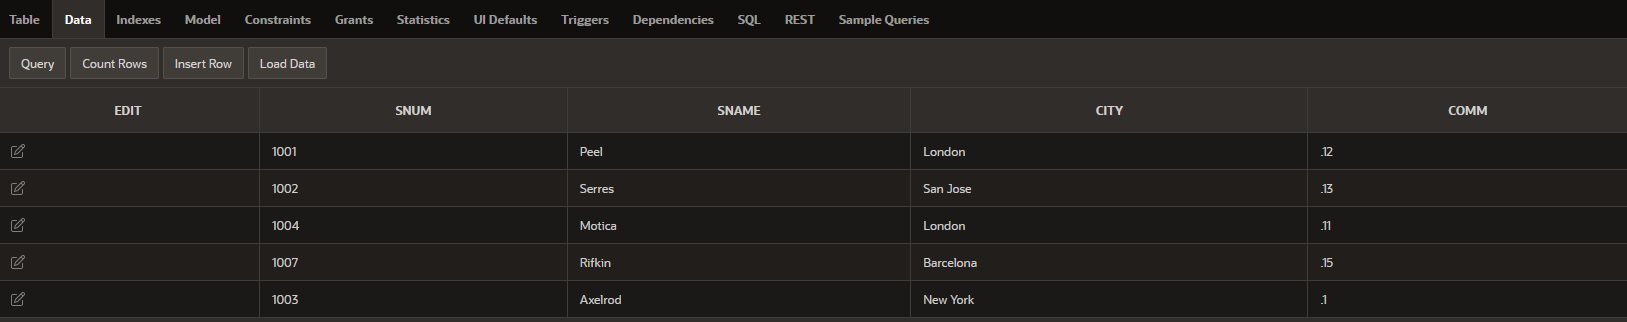 Table Data Indexes Model Constraints Grants Statistics UI Defaults Triggers Dependencies SQL REST Sample Queries
Query Count Rows Insert Row Load Data
EDIT SNUM SNAME CITY COMM
1001 Peel London .12
1002 Serres San Jose .13
1004 Motica London .11
1007 Rifkin Barcelona .15
1003 Axelrod New York .1